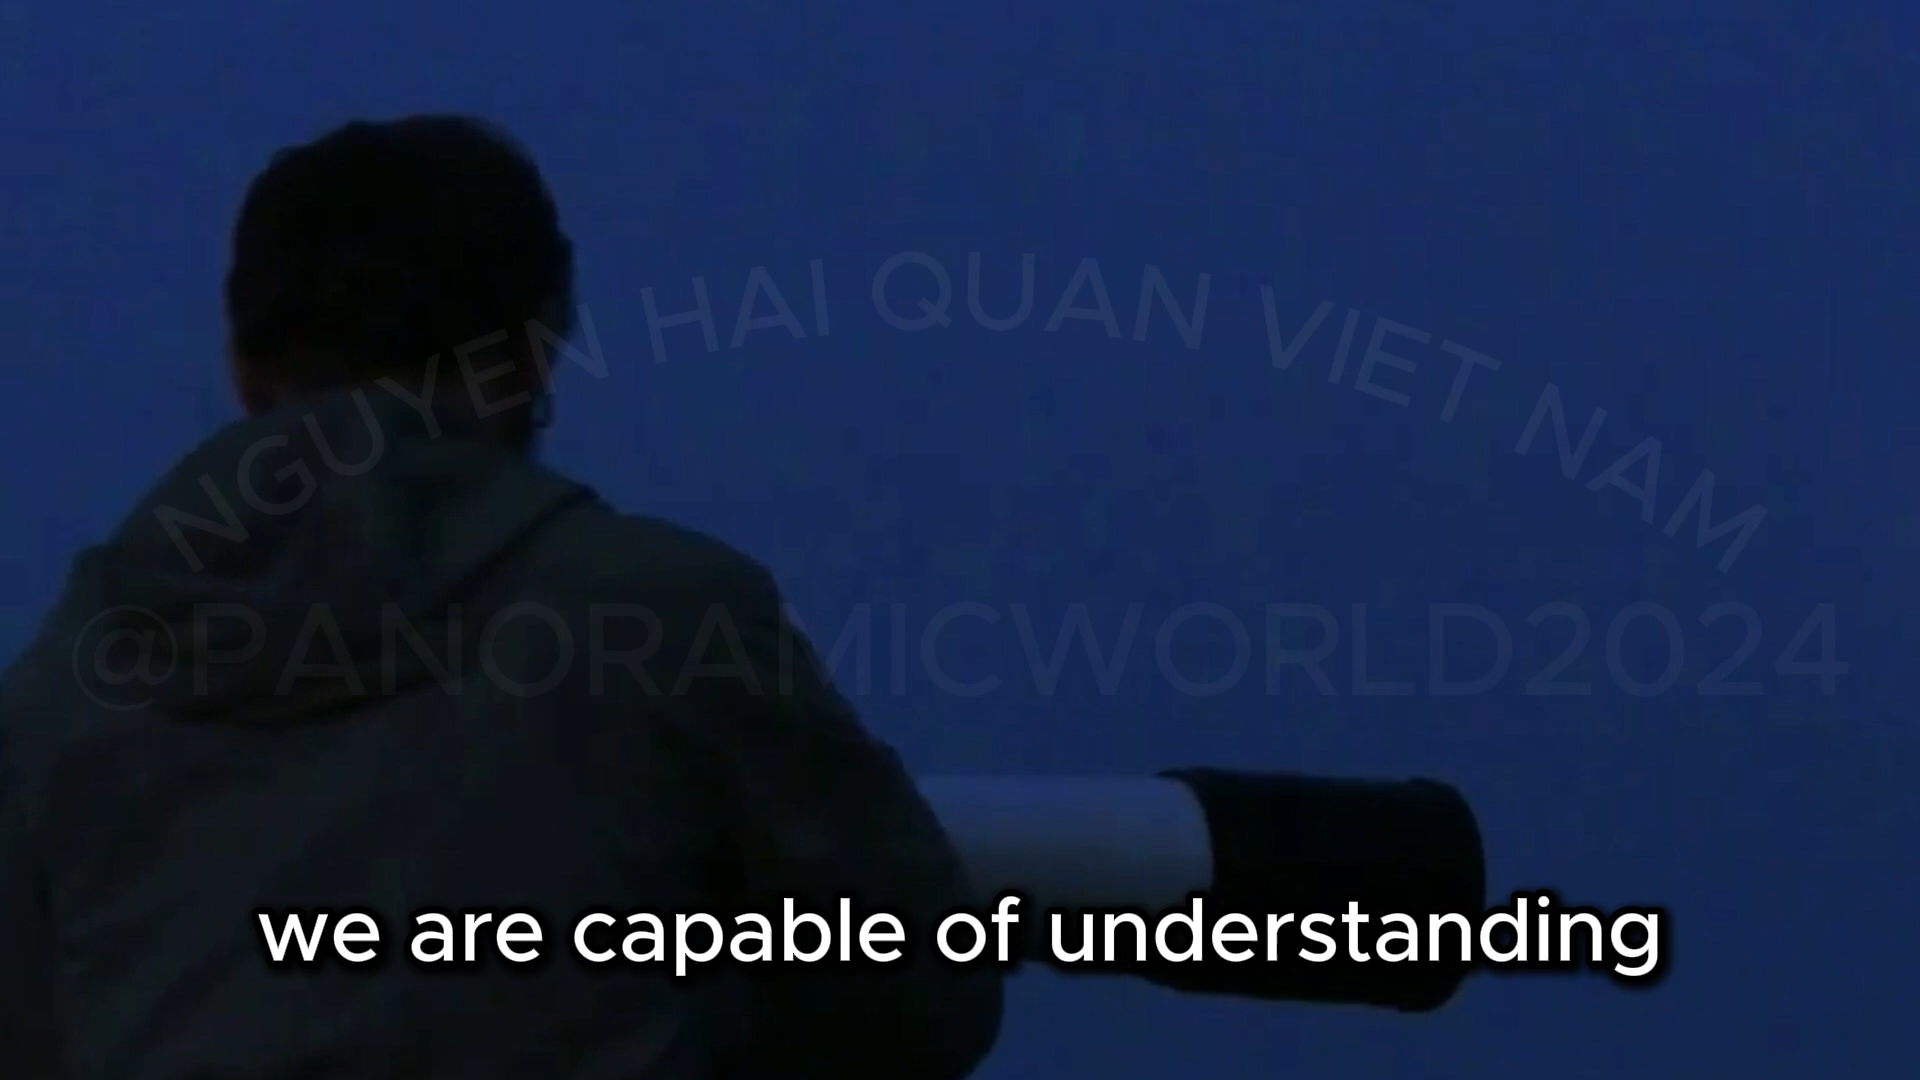 NGUYEN HAI QUAN VIET NAM
@PANORAMICWORLD2024
we are capable of understanding